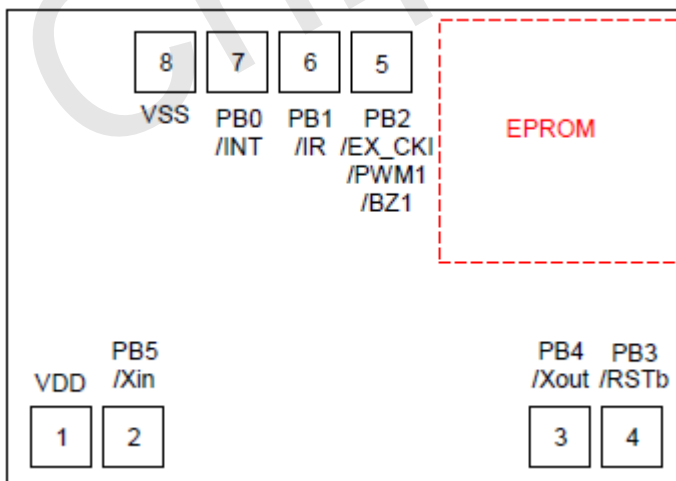 8 7 6 5
VSS PB0 PB1 PB2
/INT /IR /EX_CKI
/PWM1
/BZ1
EPROM
PB5 PB4 PB3
VDD /Xin /Xout /RSTb
1 2 3 4